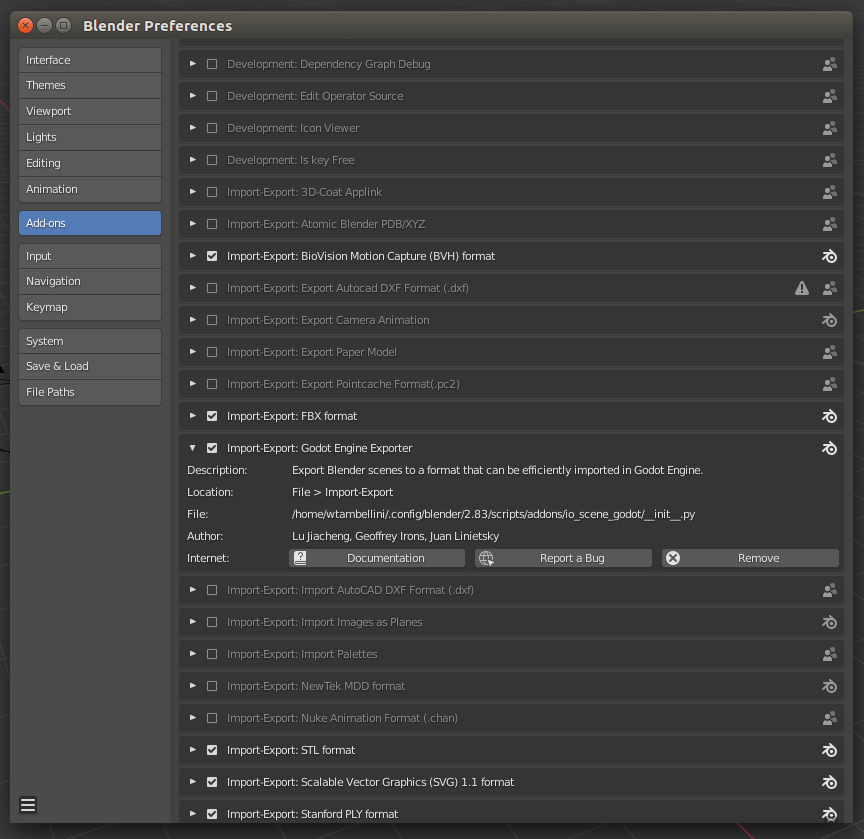 Blender Preferences
Interface
Themes
Viewport
Lights
Editing
Animation
Add-ons
Input
Navigation
Keymap
System
Save & Load
File Paths
Development: Dependency Graph Debug
Development: Edit Operator Source
Development: Icon Viewer
Development: Is key Free
Import-Export: 3D-Coat Applink
Import-Export: Atomic Blender PDB/XYZ
Import-Export: BioVision Motion Capture (BVH) format
Import-Export: Export Autocad DXF Format (.dxf)
Import-Export: Export Camera Animation
Import-Export: Export Paper Model
Import-Export: Export Pointcache Format(.pc2)
Import-Export: FBX format
Import-Export: Godot Engine Exporter
Description: Export Blender scenes to a format that can be efficiently imported in Godot Engine.
Location: File > Import-Export
File: /home/wtambellini/.config/blender/2.83/scripts/addons/io_scene_godot/__init__.py
Author: Lu Jiacheng, Geoffrey Irons, Juan Linietsky
Internet: Documentation Report a Bug Remove
Import-Export: Import AutoCAD DXF Format (.dxf)
Import-Export: Import Images as Planes
Import-Export: Import Palettes
Import-Export: NewTek MDD format
Import-Export: Nuke Animation Format (.chan)
Import-Export: STL format
Import-Export: Scalable Vector Graphics (SVG) 1.1 format
Import-Export: Stanford PLY format